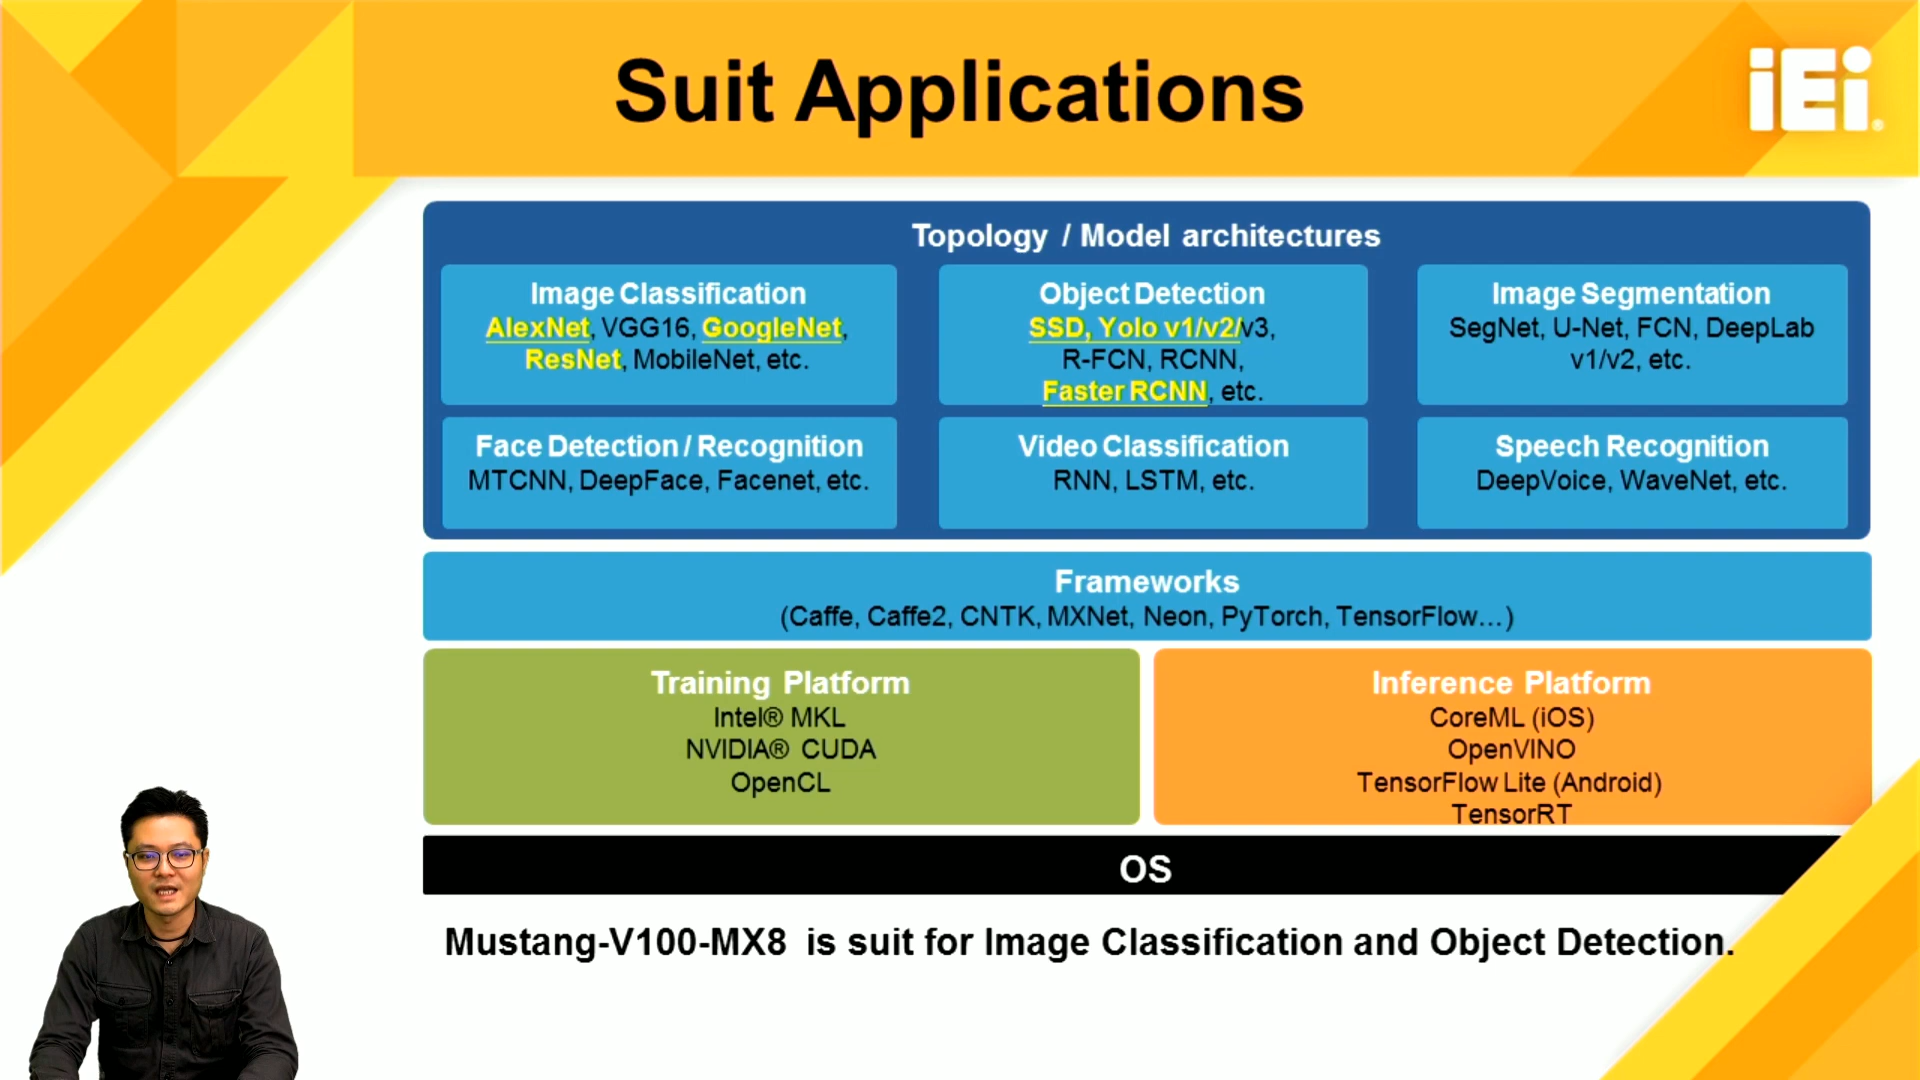 Suit Applications
iEi®
Topology / Model architectures
Image Classification
AlexNet, VGG16, GoogleNet,
ResNet, MobileNet, etc.
Object Detection
SSD, Yolo v1/v2/v3,
R-FCN, RCNN,
Faster RCNN, etc.
Image Segmentation
SegNet, U-Net, FCN, DeepLab
v1/v2, etc.
Face Detection / Recognition
MTCNN, DeepFace, Facenet, etc.
Video Classification
RNN, LSTM, etc.
Speech Recognition
DeepVoice, WaveNet, etc.
Frameworks
(Caffe, Caffe2, CNTK, MXNet, Neon, PyTorch, TensorFlow...)
Training Platform
Intel® MKL
NVIDIA® CUDA
OpenCL
Inference Platform
CoreML (iOS)
OpenVINO
TensorFlow Lite (Android)
TensorRT
OS
Mustang-V100-MX8 is suit for Image Classification and Object Detection.